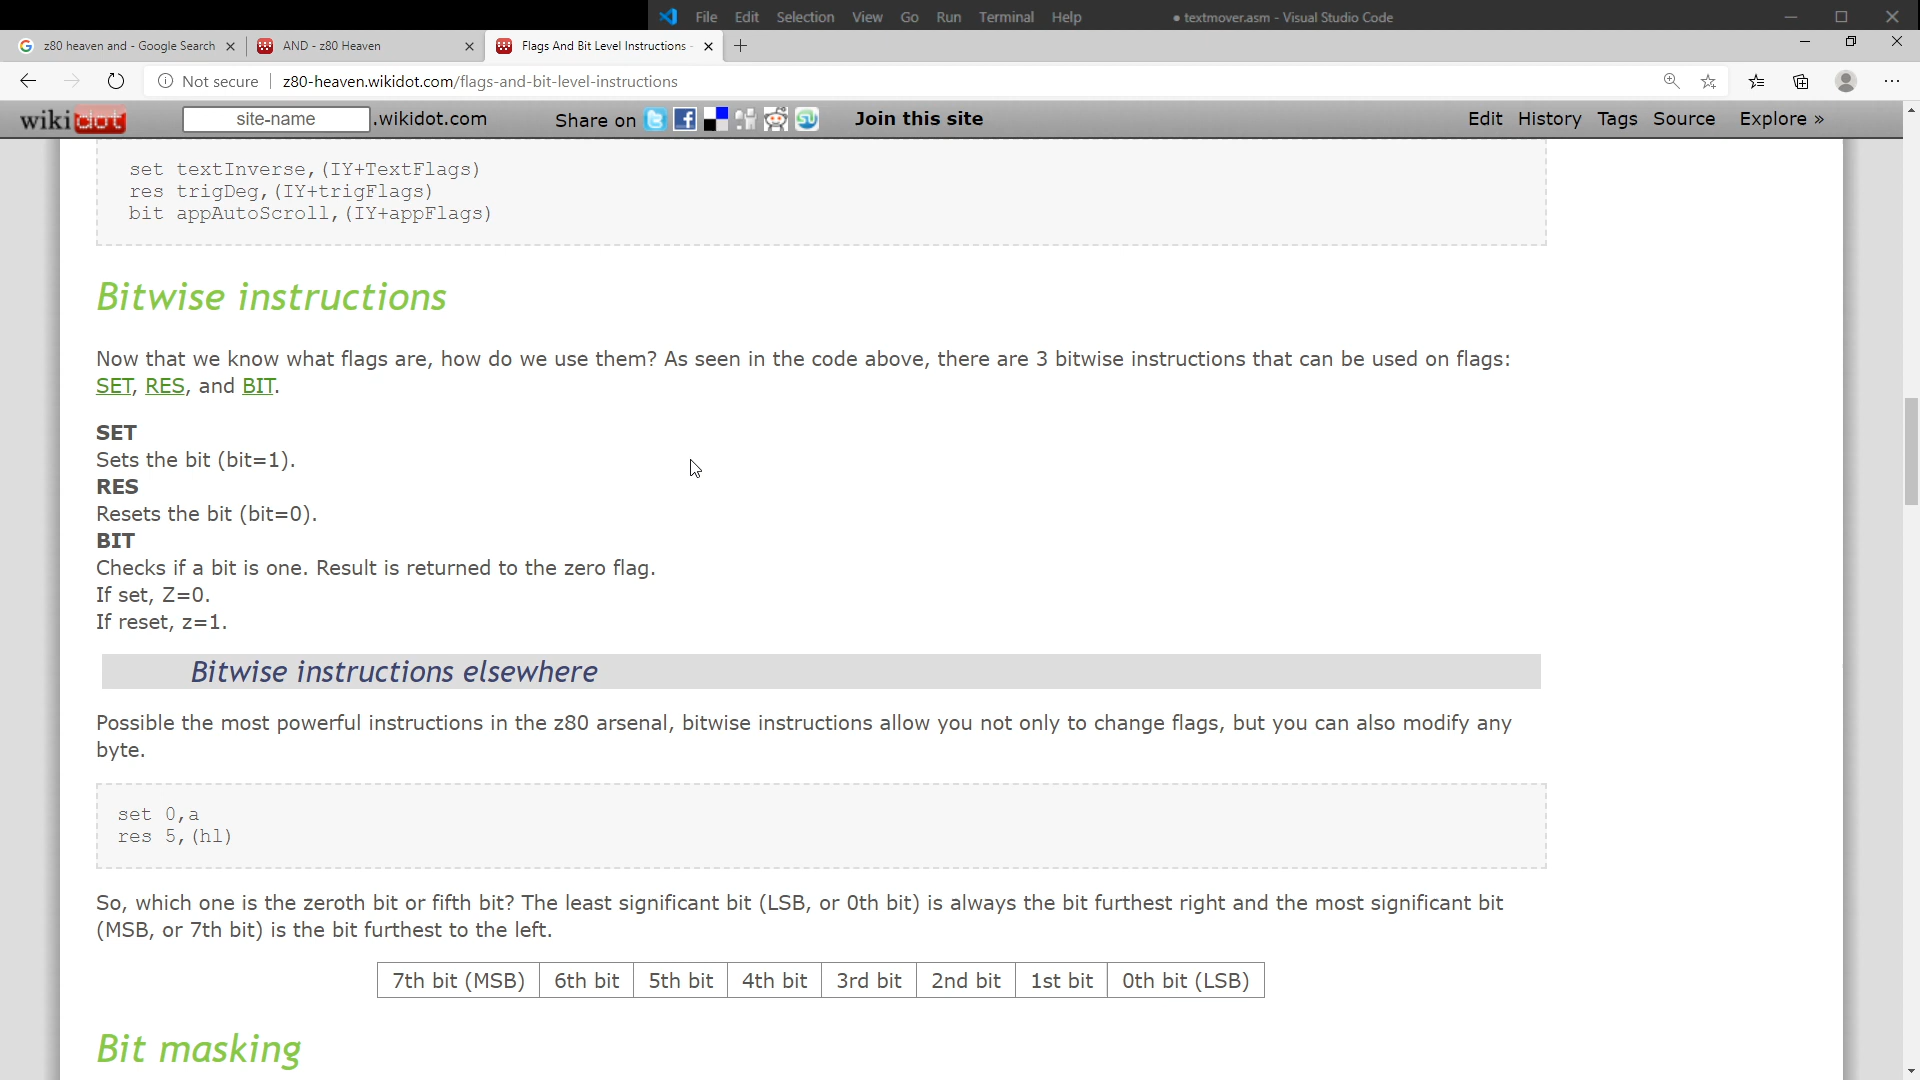 File Edit Selection View Go Run Terminal Help ● textmover.asm - Visual Studio Code
z80 heaven and - Google Search AND - z80 Heaven Flags And Bit Level Instructions -
Not secure z80-heaven.wikidot.com/flags-and-bit-level-instructions
wikidot site-name .wikidot.com Share on Join this site Edit History Tags Source Explore »
set textInverse,(IY+TextFlags)
res trigDeg,(IY+trigFlags)
bit appAutoScroll,(IY+appFlags)
Bitwise instructions
Now that we know what flags are, how do we use them? As seen in the code above, there are 3 bitwise instructions that can be used on flags:
SET, RES, and BIT.
SET
Sets the bit (bit=1).
RES
Resets the bit (bit=0).
BIT
Checks if a bit is one. Result is returned to the zero flag.
If set, Z=0.
If reset, z=1.
Bitwise instructions elsewhere
Possible the most powerful instructions in the z80 arsenal, bitwise instructions allow you not only to change flags, but you can also modify any
byte.
set 0,a
res 5,(hl)
So, which one is the zeroth bit or fifth bit? The least significant bit (LSB, or 0th bit) is always the bit furthest right and the most significant bit
(MSB, or 7th bit) is the bit furthest to the left.
7th bit (MSB) 6th bit 5th bit 4th bit 3rd bit 2nd bit 1st bit 0th bit (LSB)
Bit masking